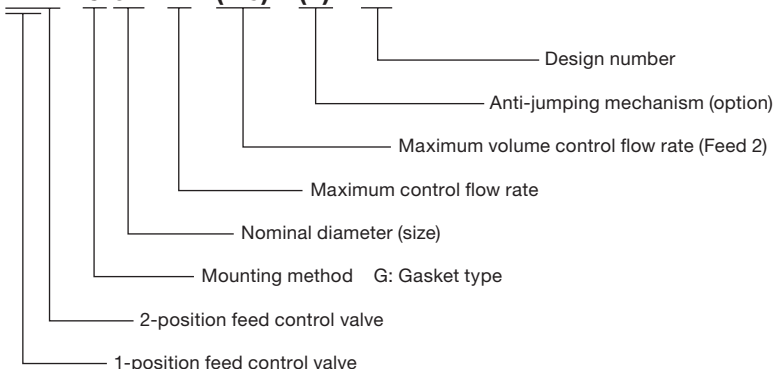 Design number
Anti-jumping mechanism (option)
Maximum volume control flow rate (Feed 2)
Maximum control flow rate
Nominal diameter (size)
Mounting method G: Gasket type
2-position feed control valve
1-position feed control valve